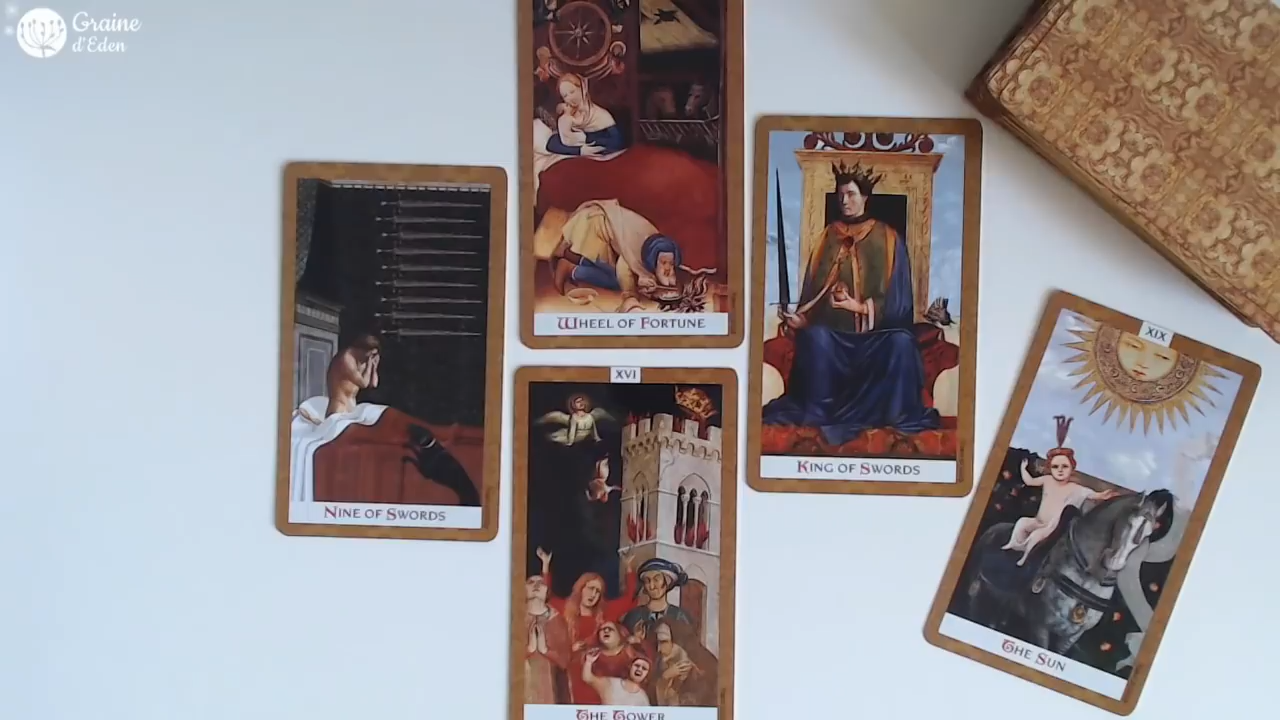 Graine
d'Eden
WHEEL OF FORTUNE
NINE OF SWORDS
KING OF SWORDS
XVI
THE TOWER
XIX
THE SUN